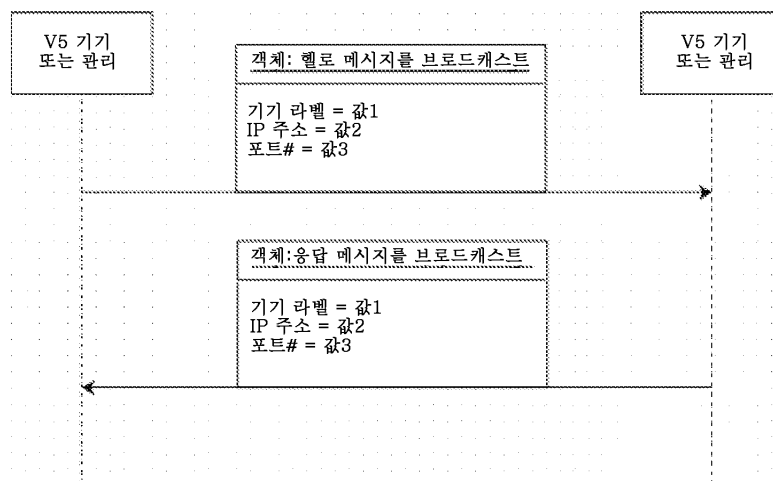 V5 기기
또는 관리
V5 기기
또는 관리
객체: 헬로 메시지를 브로드캐스트
기기 라벨 = 값1
IP 주소 = 값2
포트# = 값3
객체:응답 메시지를 브로드캐스트
기기 라벨 = 값1
IP 주소 = 값2
포트# = 값3